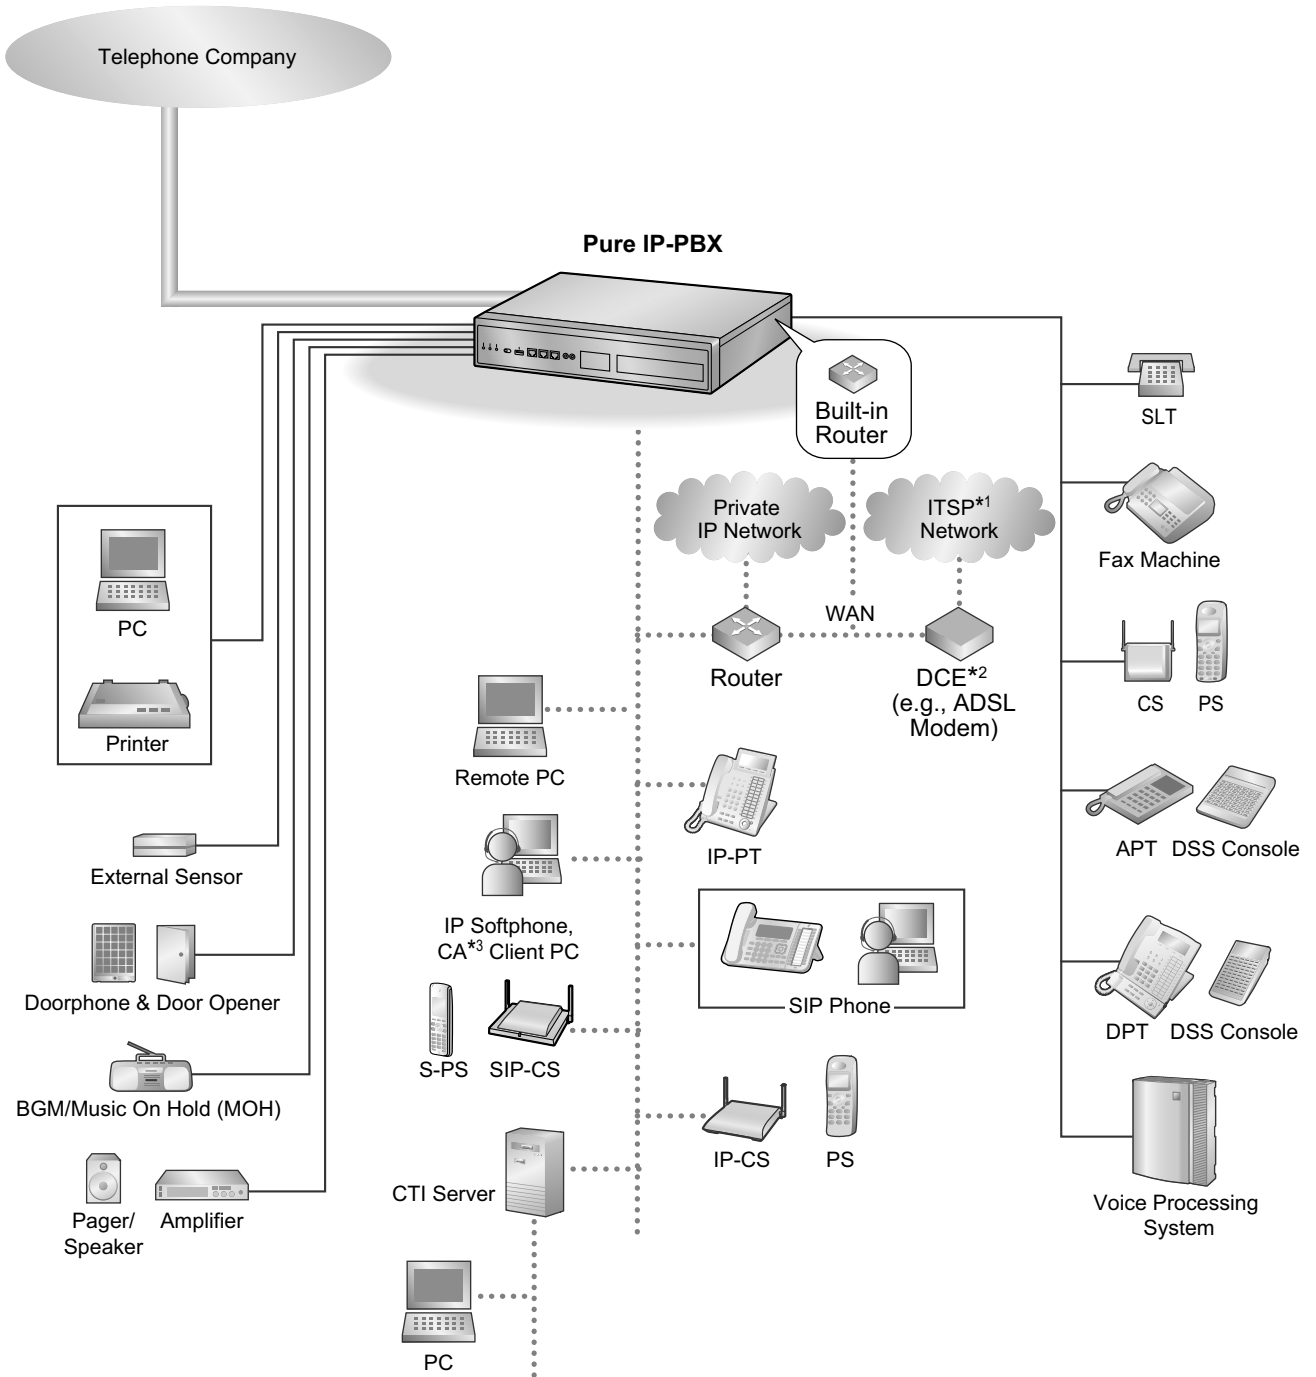 Telephone Company
Pure IP-PBX
Built-in
Router
SLT
Private
IP Network
ITSP*1
Network
Fax Machine
PC
WAN
Router
DCE*2
(e.g., ADSL
Modem)
CS
PS
Printer
Remote PC
IP-PT
APT
DSS Console
External Sensor
IP Softphone,
CA*3 Client PC
SIP Phone
Doorphone & Door Opener
DPT
DSS Console
S-PS
SIP-CS
BGM/Music On Hold (MOH)
IP-CS
PS
CTI Server
Voice Processing
System
Pager/
Speaker
Amplifier
PC